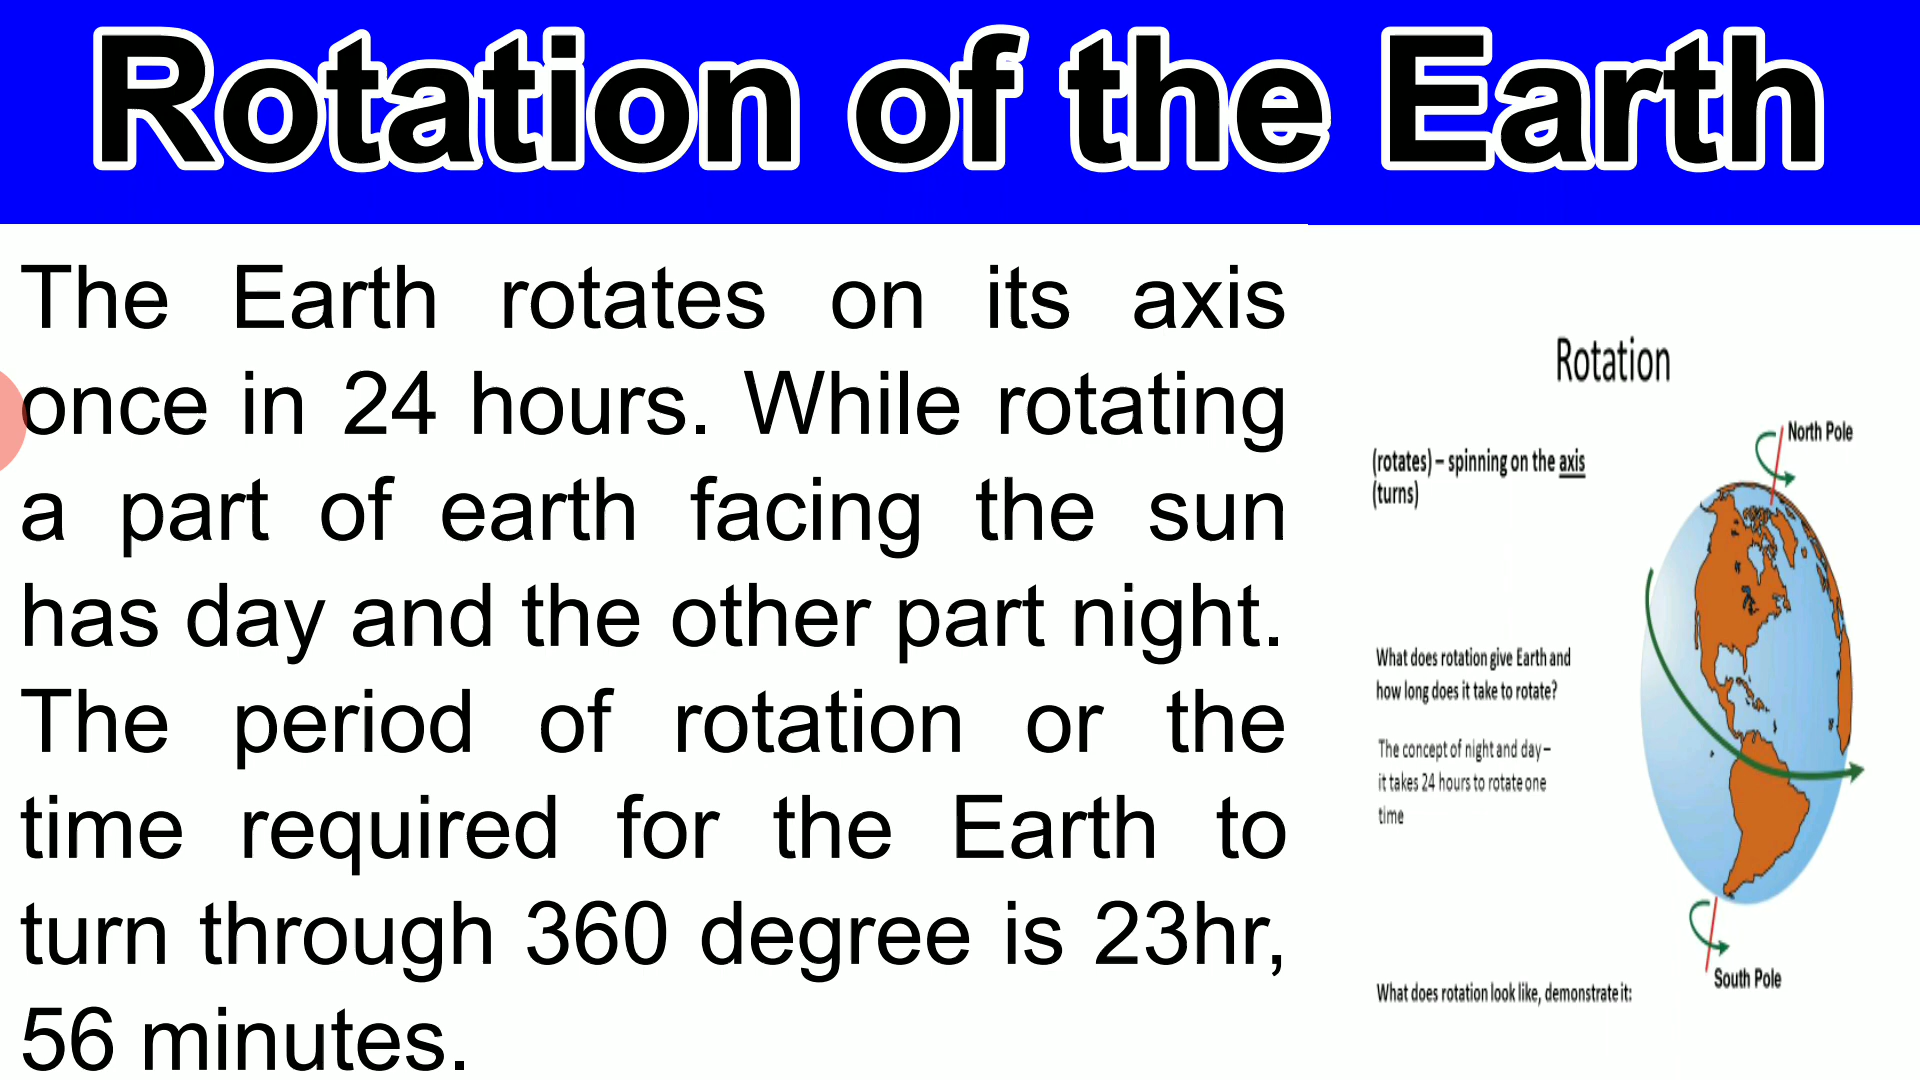 Rotation of the Earth
The Earth rotates on its axis
once in 24 hours. While rotating
a part of earth facing the sun
has day and the other part night.
The period of rotation or the
time required for the Earth to
turn through 360 degree is 23hr,
56 minutes.
Rotation
North Pole
(rotates) – spinning on the axis
(turns)
What does rotation give Earth and
how long does it take to rotate?
The concept of night and day –
it takes 24 hours to rotate one
time
South Pole
What does rotation look like, demonstrate it: